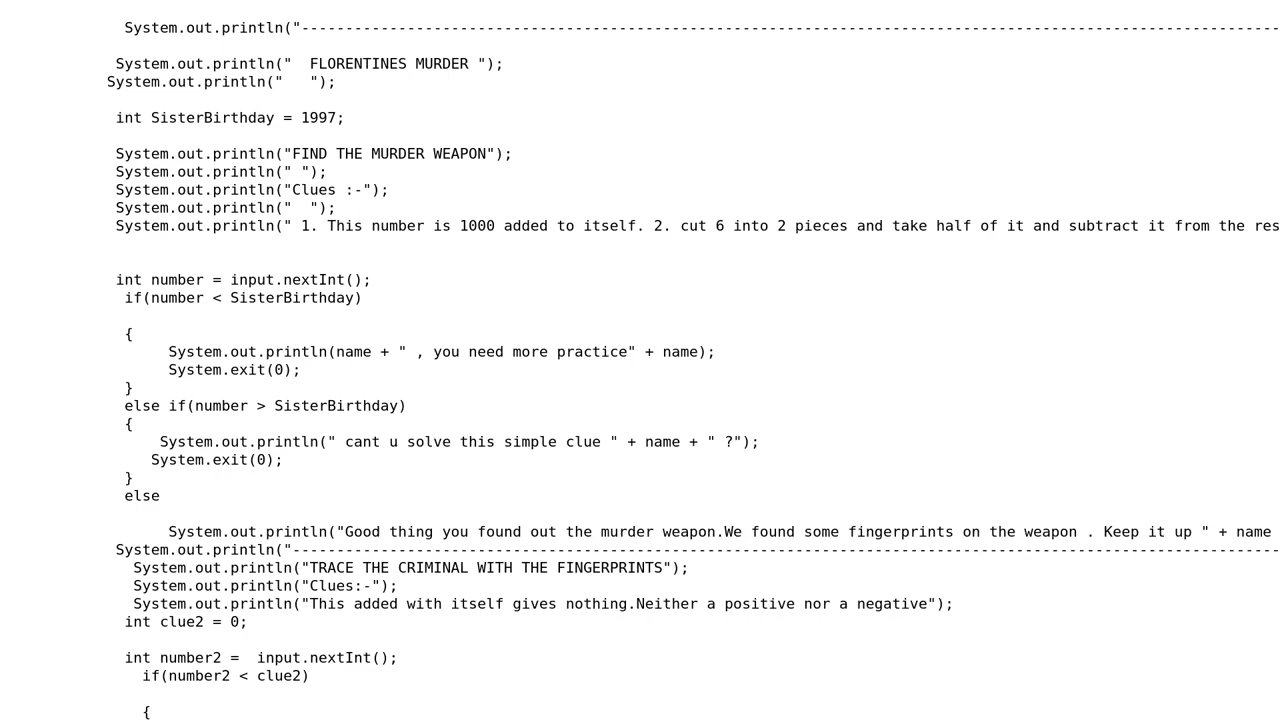 System.out.println("--------------------------------------------------------------------------------------------------------------
System.out.println("  FLORENTINES MURDER ");
System.out.println("   ");
int SisterBirthday = 1997;
System.out.println("FIND THE MURDER WEAPON");
System.out.println(" ");
System.out.println("Clues :-");
System.out.println("  ");
System.out.println(" 1. This number is 1000 added to itself. 2. cut 6 into 2 pieces and take half of it and subtract it from the res
int number = input.nextInt();
if(number < SisterBirthday)
{
System.out.println(name + " , you need more practice" + name);
System.exit(0);
}
else if(number > SisterBirthday)
{
System.out.println(" cant u solve this simple clue " + name + " ?");
System.exit(0);
}
else
System.out.println("Good thing you found out the murder weapon.We found some fingerprints on the weapon . Keep it up " + name
System.out.println("---------------------------------------------------------------------------------------------------------------
System.out.println("TRACE THE CRIMINAL WITH THE FINGERPRINTS");
System.out.println("Clues:-");
System.out.println("This added with itself gives nothing.Neither a positive nor a negative");
int clue2 = 0;
int number2 =  input.nextInt();
if(number2 < clue2)
{